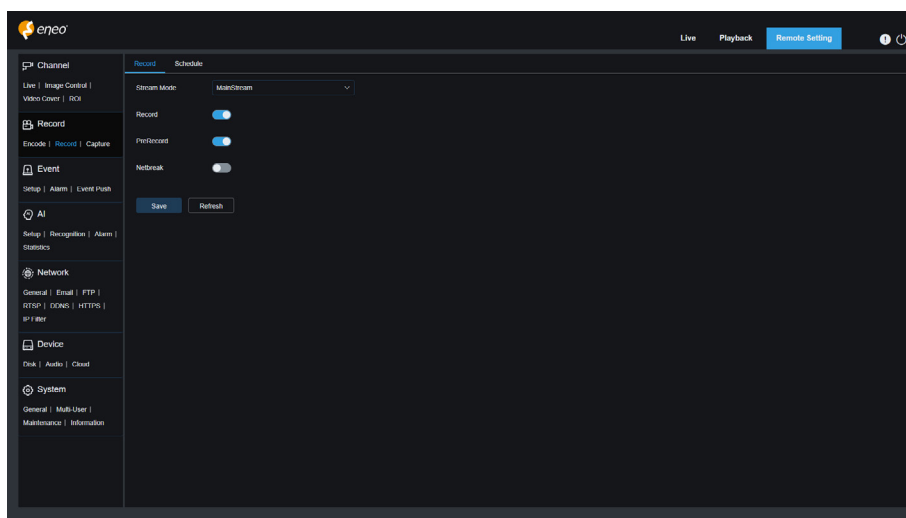 eneo
Live Playback Remote Setting
Channel
Live | Image Control |
Video Cover | ROI
Record
Encode | Record | Capture
Event
Setup | Alarm | Event Push
AI
Setup | Recognition | Alarm |
Statistics
Network
General | Email | FTP |
RTSP | DDNS | HTTPS |
IP Filter
Device
Disk | Audio | Cloud
System
General | Multi-User |
Maintenance | Information
Record Schedule
Stream Mode MainStream
Record
PreRecord
Netbreak
Save Refresh